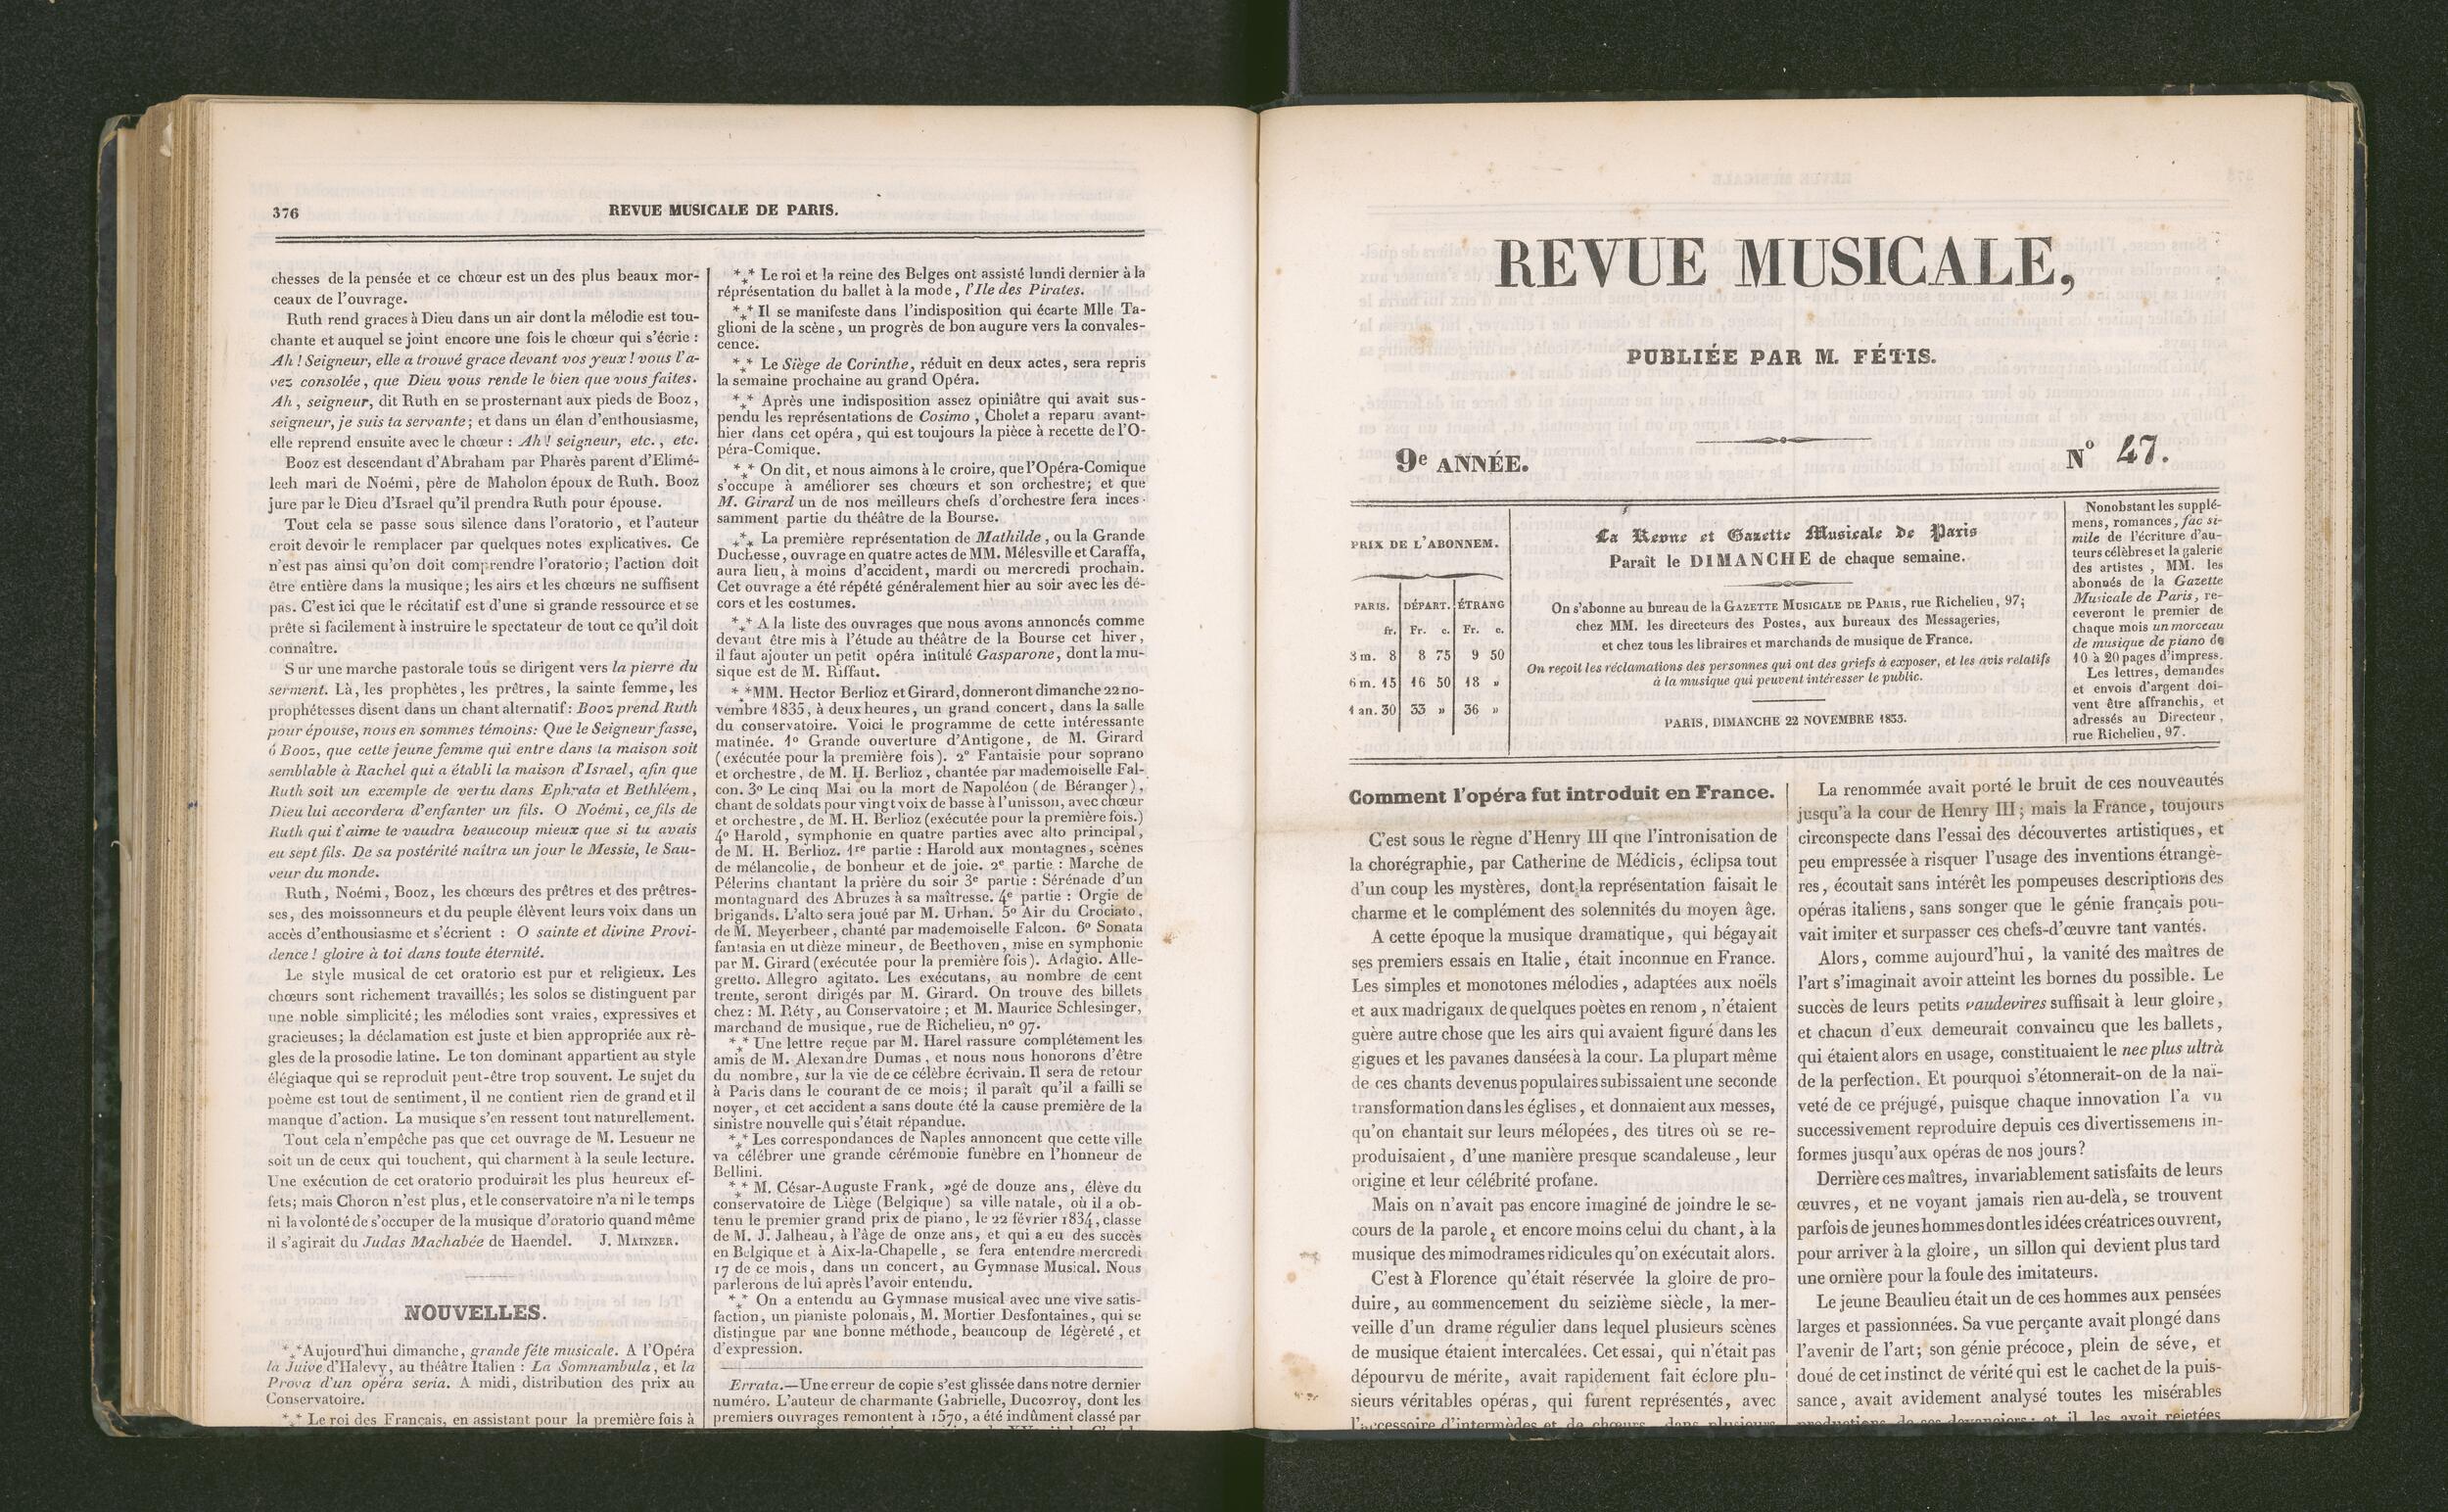 376
REVUE MUSICALE DE PARIS.
chesses de la pensée et ce chœur est un des plus beaux mor-
ceaux de l'ouvrage.
Ruth rend graces à Dieu dans un air dont la mélodie est tou-
chante et auquel se joint encore une fois le chœur qui s'écrie :
Ah ! Seigneur, elle a trouvé grace devant vos yeux ! vous l'a-
vez consolée, que Dieu vous rende le bien que vous faites.
Ah, seigneur, dit Ruth en se prosternant aux pieds de Booz,
seigneur, je suis ta servante; et dans un élan d'enthousiasme,
elle reprend ensuite avec le chœur : Ah ! seigneur, etc., etc.
Booz est descendant d'Abraham par Pharès parent d'Elimé-
lech mari de Noémi, père de Maholon époux de Ruth. Booz
jure par le Dieu d'Israel qu'il prendra Ruth pour épouse.
Tout cela se passe sous silence dans l'oratorio, et l'auteur
croit devoir le remplacer par quelques notes explicatives. Ce
n'est pas ainsi qu'on doit comprendre l'oratorio; l'action doit
être entière dans la musique; les airs et les chœurs ne suffisent
pas. C'est ici que le récitatif est d'une si grande ressource et se
prête si facilement à instruire le spectateur de tout ce qu'il doit
connaître.
Sur une marche pastorale tous se dirigent vers la pierre du
serment. Là, les prophètes, les prêtres, la sainte femme, les
prophétesses disent dans un chant alternatif : Booz prend Ruth
pour épouse, nous en sommes témoins: Que le Seigneur fasse,
ô Booz, que cette jeune femme qui entre dans ta maison soit
semblable à Rachel qui a établi la maison d'Israel, afin que
Ruth soit un exemple de vertu dans Ephrata et Bethléem,
Dieu lui accordera d'enfanter un fils. O Noémi, ce fils de
Ruth qui t'aime te vaudra beaucoup mieux que si tu avais
eu sept fils. De sa postérité naîtra un jour le Messie, le Sau-
veur du monde.
Ruth, Noémi, Booz, les chœurs des prêtres et des prêtres-
ses, des moissonneurs et du peuple élèvent leurs voix dans un
accès d'enthousiasme et s'écrient : O sainte et divine Provi-
dence ! gloire à toi dans toute éternité.
Le style musical de cet oratorio est pur et religieux. Les
chœurs sont richement travaillés; les solos se distinguent par
une noble simplicité; les mélodies sont vraies, expressives et
gracieuses; la déclamation est juste et bien appropriée aux rè-
gles de la prosodie latine. Le ton dominant appartient au style
élégiaque qui se reproduit peut-être trop souvent. Le sujet du
poème est tout de sentiment, il ne contient rien de grand et il
manque d'action. La musique s'en ressent tout naturellement.
Tout cela n'empêche pas que cet ouvrage de M. Lesueur ne
soit un de ceux qui touchent, qui charment à la seule lecture.
Une exécution de cet oratorio produirait les plus heureux ef-
fets; mais Choron n'est plus, et le conservatoire n'a ni le temps
ni la volonté de s'occuper de la musique d'oratorio quand même
il s'agirait du Judas Machabée de Haendel. J. MAINZER.
NOUVELLES.
*** Aujourd'hui dimanche, grande fête musicale. A l'Opéra
la Juive d'Halevy, au théâtre Italien : La Somnambula, et la
Prova d'un opéra seria. A midi, distribution des prix au
Conservatoire.
*** Le roi des Français, en assistant pour la première fois à
*** Le roi et la reine des Belges ont assisté lundi dernier à la
réprésentation du ballet à la mode, l'Ile des Pirates.
*** Il se manifeste dans l'indisposition qui écarte Mlle Ta-
glioni de la scène, un progrès de bon augure vers la convales-
cence.
*** Le Siège de Corinthe, réduit en deux actes, sera repris
la semaine prochaine au grand Opéra.
*** Après une indisposition assez opiniâtre qui avait sus-
pendu les représentations de Cosimo, Chollet a reparu avant-
hier dans cet opéra, qui est toujours la pièce à recette de l'O-
péra-Comique.
*** On dit, et nous aimons à le croire, que l'Opéra-Comique
s'occupe à améliorer ses chœurs et son orchestre; et que
M. Girard un de nos meilleurs chefs d'orchestre fera inces-
samment partie du théâtre de la Bourse.
*** La première représentation de Mathilde, ou la Grande
Duchesse, ouvrage en quatre actes de MM. Mélesville et Caraffa,
aura lieu, à moins d'accident, mardi ou mercredi prochain.
Cet ouvrage a été répété généralement hier au soir avec les dé-
cors et les costumes.
*** A la liste des ouvrages que nous avons annoncés comme
devant être mis à l'étude au théâtre de la Bourse cet hiver,
il faut ajouter un petit opéra intitulé Gasparone, dont la mu-
sique est de M. Riffaut.
* *MM. Hector Berlioz et Girard, donneront dimanche 22 no-
vembre 1835, à deux heures, un grand concert, dans la salle
du conservatoire. Voici le programme de cette intéressante
matinée. 1º Grande ouverture d'Antigone, de M. Girard
(exécutée pour la première fois). 2º Fantaisie pour soprano
et orchestre, de M. H. Berlioz, chantée par mademoiselle Fal-
con. 3º Le cinq Mai ou la mort de Napoléon (de Béranger),
chant de soldats pour vingt voix de basse à l'unisson, avec chœur
et orchestre, de M. H. Berlioz (exécutée pour la première fois.)
4º Harold, symphonie en quatre parties avec alto principal,
de M. H. Berlioz. 1re partie : Harold aux montagnes, scènes
de mélancolie, de bonheur et de joie. 2e partie : Marche de
Pélerins chantant la prière du soir 3e partie : Sérénade d'un
montagnard des Abruzes à sa maîtresse. 4e partie : Orgie de
brigands. L'alto sera joué par M. Urhan. 5º Air du Crociato,
de M. Meyerbeer, chanté par mademoiselle Falcon. 6º Sonata
fantasia en ut dièze mineur, de Beethoven, mise en symphonie
par M. Girard (exécutée pour la première fois). Adagio. Alle-
gretto. Allegro agitato. Les exécutans, au nombre de cent
trente, seront dirigés par M. Girard. On trouve des billets
chez : M. Réty, au Conservatoire; et M. Maurice Schlesinger,
marchand de musique, rue de Richelieu, nº 97.
*** Une lettre reçue par M. Harel rassure complétement les
amis de M. Alexandre Dumas, et nous nous honorons d'être
du nombre, sur la vie de ce célèbre écrivain. Il sera de retour
à Paris dans le courant de ce mois; il paraît qu'il a failli se
noyer, et cet accident a sans doute été la cause première de la
sinistre nouvelle qui s'était répandue.
*** Les correspondances de Naples annoncent que cette ville
va célébrer une grande cérémonie funèbre en l'honneur de
Bellini.
*** M. César-Auguste Frank, »gé de douze ans, élève du
conservatoire de Liège (Belgique) sa ville natale, où il a ob-
tenu le premier grand prix de piano, le 22 février 1834, classe
de M. J. Jalheau, à l'âge de onze ans, et qui a eu des succès
en Belgique et à Aix-la-Chapelle, se fera entendre mercredi
17 de ce mois, dans un concert, au Gymnase Musical. Nous
parlerons de lui après l'avoir entendu.
*** On a entendu au Gymnase musical avec une vive satis-
faction, un pianiste polonais, M. Mortier Desfontaines, qui se
distingue par une bonne méthode, beaucoup de légèreté, et
d'expression.
Errata.—Une erreur de copie s'est glissée dans notre dernier
numéro. L'auteur de charmante Gabrielle, Ducorroy, dont les
premiers ouvrages remontent à 1570, a été indûment classé par
REVUE MUSICALE,
PUBLIÉE PAR M. FÉTIS.
9e ANNÉE.
Nº 47.
PRIX DE L'ABONNEM.
PARIS. DÉPART. ÉTRANG
fr. Fr. c. Fr. c.
3 m. 8 8 75 9 50
6 m. 15 16 50 18 »
1 an. 30 33 » 36 »
La Revue et Gazette Musicale de Paris
Paraît le DIMANCHE de chaque semaine.
On s'abonne au bureau de la GAZETTE MUSICALE DE PARIS, rue Richelieu, 97;
chez MM. les directeurs des Postes, aux bureaux des Messageries,
et chez tous les libraires et marchands de musique de France.
On reçoit les réclamations des personnes qui ont des griefs à exposer, et les avis relatifs
à la musique qui peuvent intéresser le public.
PARIS, DIMANCHE 22 NOVEMBRE 1835.
Nonobstant les supplé-
mens, romances, fac si-
mile de l'écriture d'au-
teurs célèbres et la galerie
des artistes, MM. les
abonnés de la Gazette
Musicale de Paris, re-
ceveront le premier de
chaque mois un morceau
de musique de piano de
10 à 20 pages d'impress.
Les lettres, demandes
et envois d'argent doi-
vent être affranchis, et
adressés au Directeur,
rue Richelieu, 97.
Comment l'opéra fut introduit en France.
C'est sous le règne d'Henry III que l'intronisation de
la chorégraphie, par Catherine de Médicis, éclipsa tout
d'un coup les mystères, dont la représentation faisait le
charme et le complément des solennités du moyen âge.
A cette époque la musique dramatique, qui bégayait
ses premiers essais en Italie, était inconnue en France.
Les simples et monotones mélodies, adaptées aux noëls
et aux madrigaux de quelques poètes en renom, n'étaient
guère autre chose que les airs qui avaient figuré dans les
gigues et les pavanes dansées à la cour. La plupart même
de ces chants devenus populaires subissaient une seconde
transformation dans les églises, et donnaient aux messes,
qu'on chantait sur leurs mélopées, des titres où se re-
produisaient, d'une manière presque scandaleuse, leur
origine et leur célébrité profane.
Mais on n'avait pas encore imaginé de joindre le se-
cours de la parole, et encore moins celui du chant, à la
musique des mimodrames ridicules qu'on exécutait alors.
C'est à Florence qu'était réservée la gloire de pro-
duire, au commencement du seizième siècle, la mer-
veille d'un drame régulier dans lequel plusieurs scènes
de musique étaient intercalées. Cet essai, qui n'était pas
dépourvu de mérite, avait rapidement fait éclore plu-
sieurs véritables opéras, qui furent représentés, avec
l'accessoire d'intermèdes et de chœurs, dans plusieurs
La renommée avait porté le bruit de ces nouveautés
jusqu'à la cour de Henry III; mais la France, toujours
circonspecte dans l'essai des découvertes artistiques, et
peu empressée à risquer l'usage des inventions étrangè-
res, écoutait sans intérêt les pompeuses descriptions des
opéras italiens, sans songer que le génie français pou-
vait imiter et surpasser ces chefs-d'œuvre tant vantés.
Alors, comme aujourd'hui, la vanité des maîtres de
l'art s'imaginait avoir atteint les bornes du possible. Le
succès de leurs petits vaudevires suffisait à leur gloire,
et chacun d'eux demeurait convaincu que les ballets,
qui étaient alors en usage, constituaient le nec plus ultrà
de la perfection. Et pourquoi s'étonnerait-on de la naï-
veté de ce préjugé, puisque chaque innovation l'a vu
successivement reproduire depuis ces divertissemens in-
formes jusqu'aux opéras de nos jours?
Derrière ces maîtres, invariablement satisfaits de leurs
œuvres, et ne voyant jamais rien au-delà, se trouvent
parfois de jeunes hommes dont les idées créatrices ouvrent,
pour arriver à la gloire, un sillon qui devient plus tard
une ornière pour la foule des imitateurs.
Le jeune Beaulieu était un de ces hommes aux pensées
larges et passionnées. Sa vue perçante avait plongé dans
l'avenir de l'art; son génie précoce, plein de séve, et
doué de cet instinct de vérité qui est le cachet de la puis-
sance, avait avidement analysé toutes les misérables
productions de ses devanciers; et il les avait rejetées